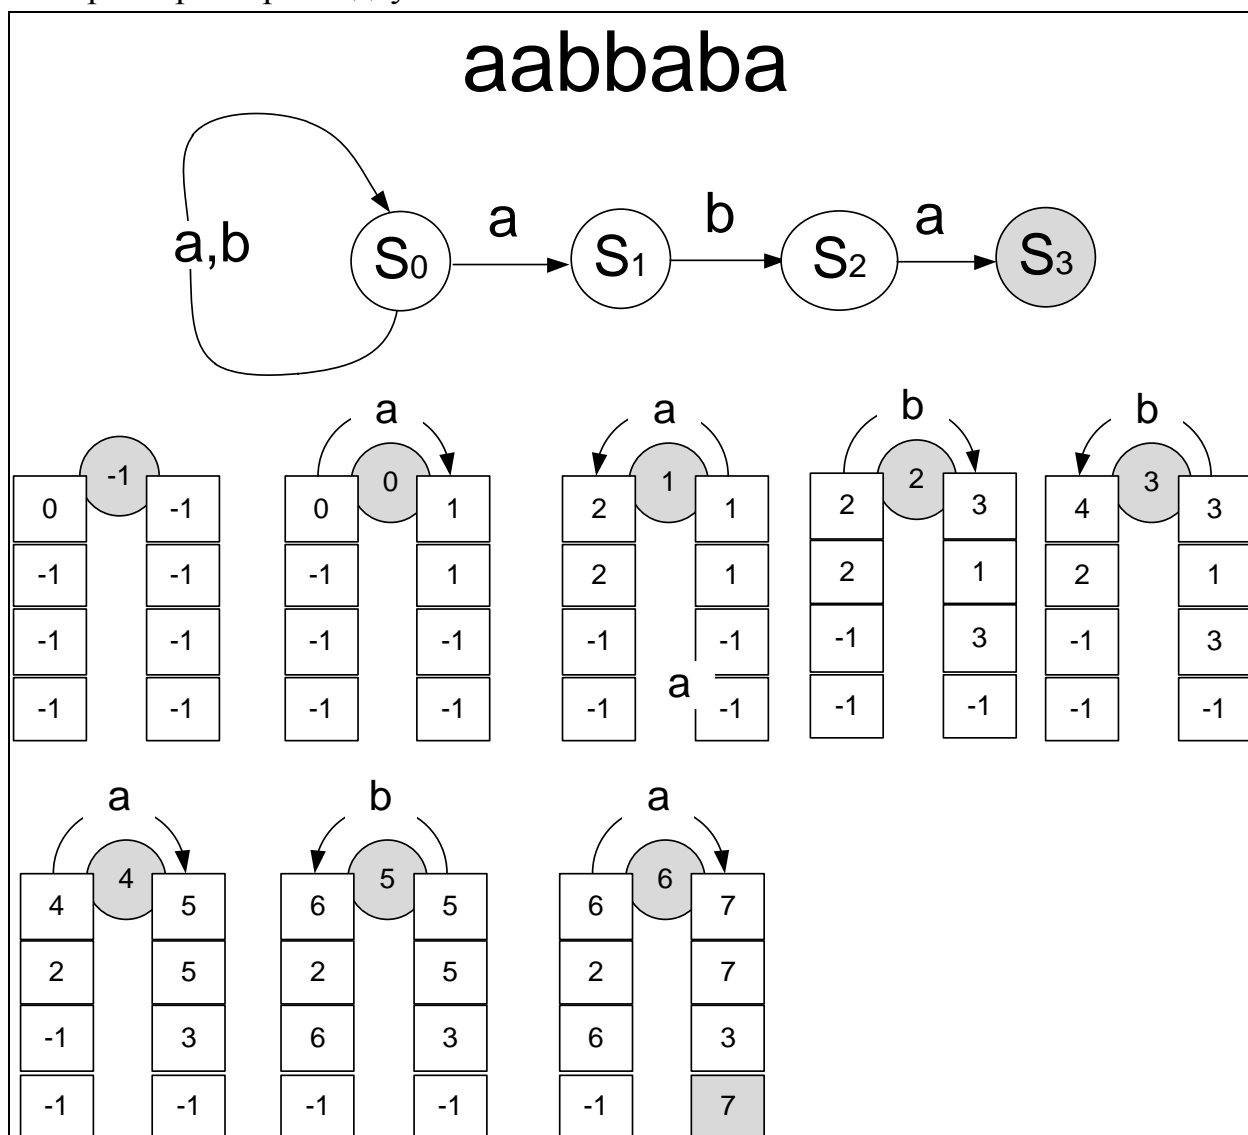 aabbaba
a,b S0 a S1 b S2 a S3
a a b b
-1 0 1 2 3
0 -1 0 1 2 1 2 3 4 3
-1 -1 -1 1 2 1 2 1 2 1
-1 -1 -1 -1 -1 -1 -1 3 -1 3
a
-1 -1 -1 -1 -1 -1 -1 -1 -1 -1
a b a
4 5 6
4 5 6 5 6 7
2 5 2 5 2 7
-1 3 6 3 6 3
-1 -1 -1 -1 -1 7